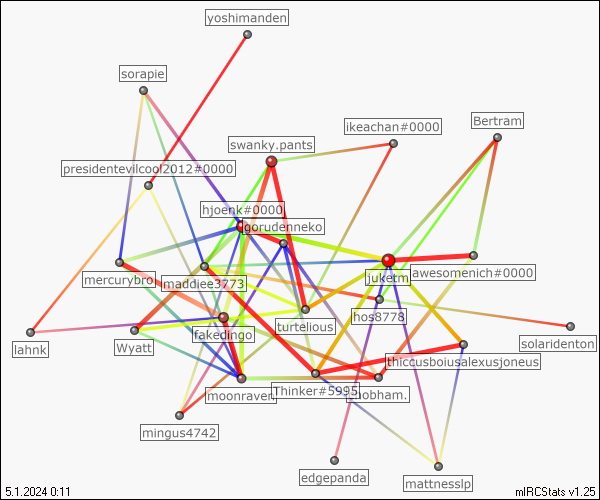 yoshimanden
sorapie
Bertram
ikeachan#0000
swanky.pants
presidentevilcool2012#0000
hjoenk#0000
gorudenneko
mercurybro
maddiee3773
juketm
awesomenich#0000
turtelious
hos8778
lahnk
Wyatt
fakedingo
solaridenton
thiccusboiusalexusjoneus
moonraven
Thinker#5995
hobham.
mingus4742
edgepanda
mattnesslp
5.1.2024 0:11
mIRCStats v1.25